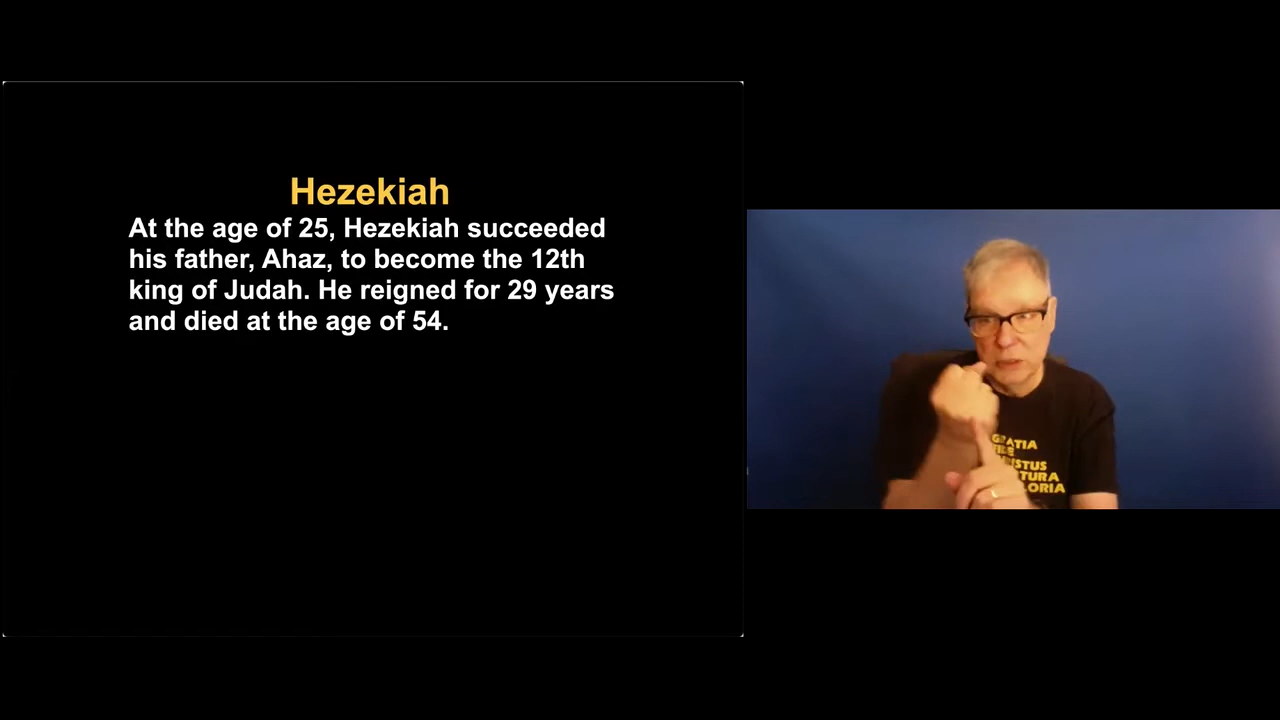 Hezekiah
At the age of 25, Hezekiah succeeded
his father, Ahaz, to become the 12th
king of Judah. He reigned for 29 years
and died at the age of 54.
GRATIA